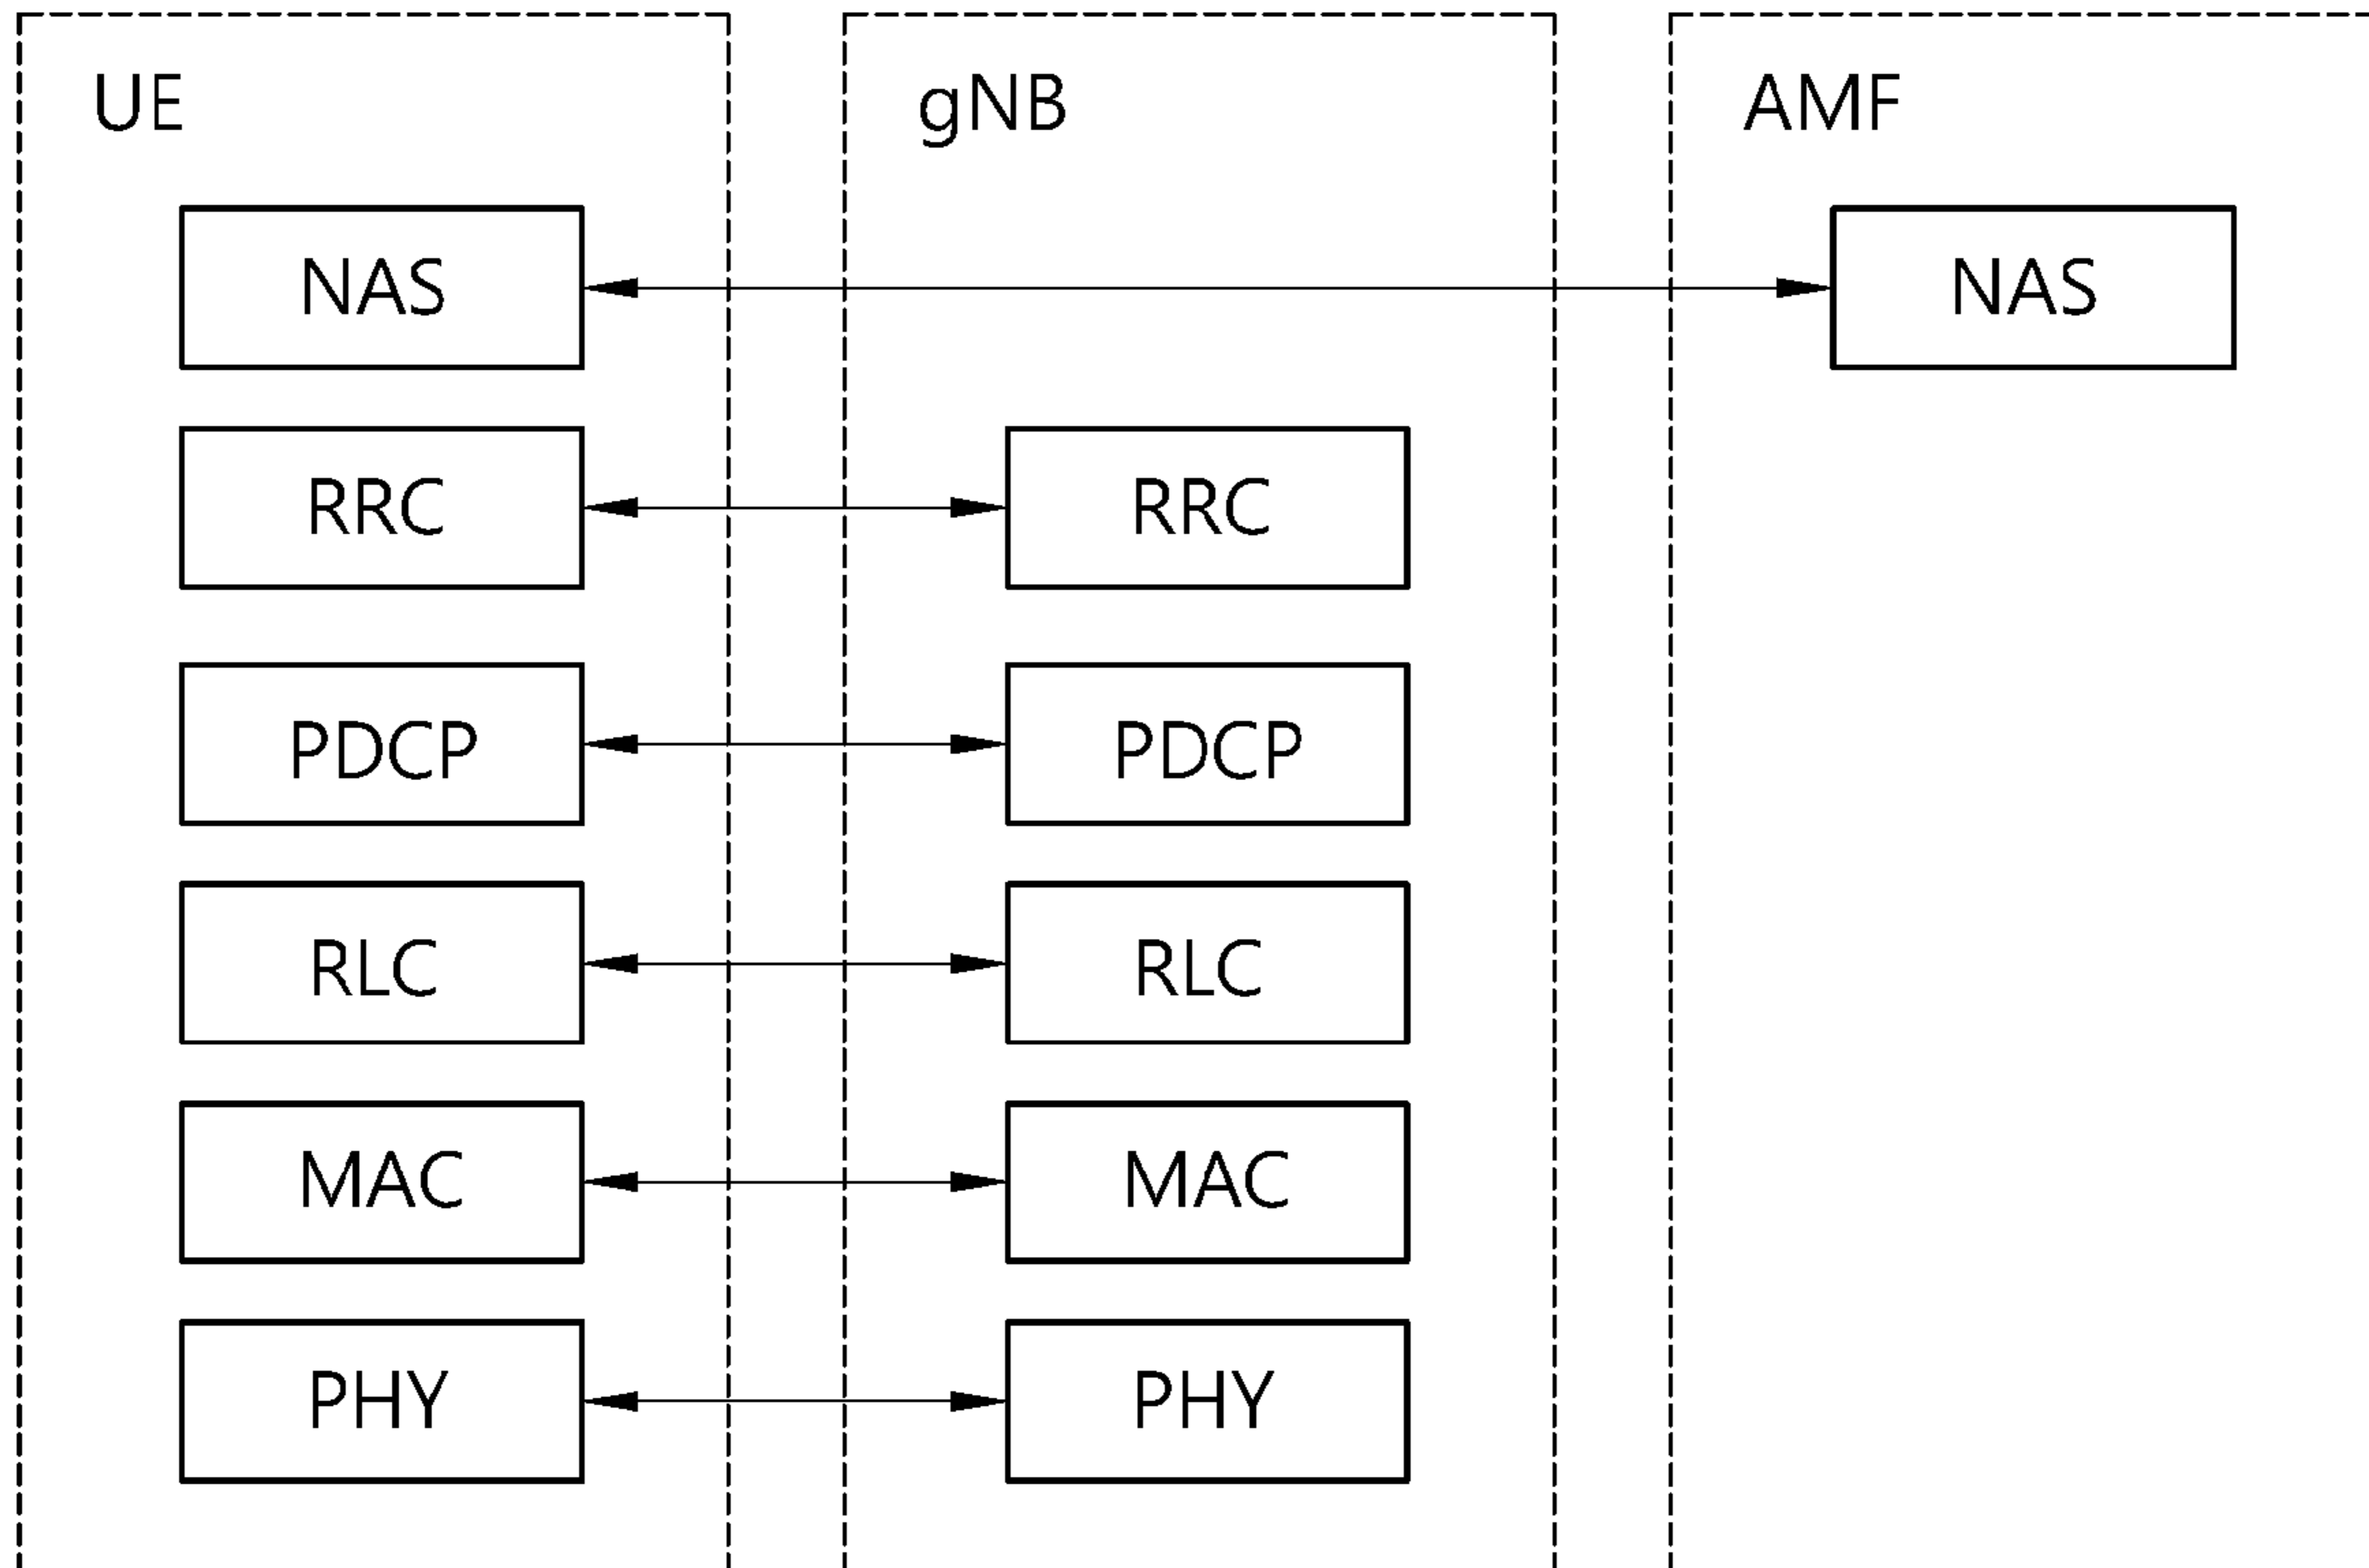 UE gNB AMF
NAS NAS
RRC RRC
PDCP PDCP
RLC RLC
MAC MAC
PHY PHY